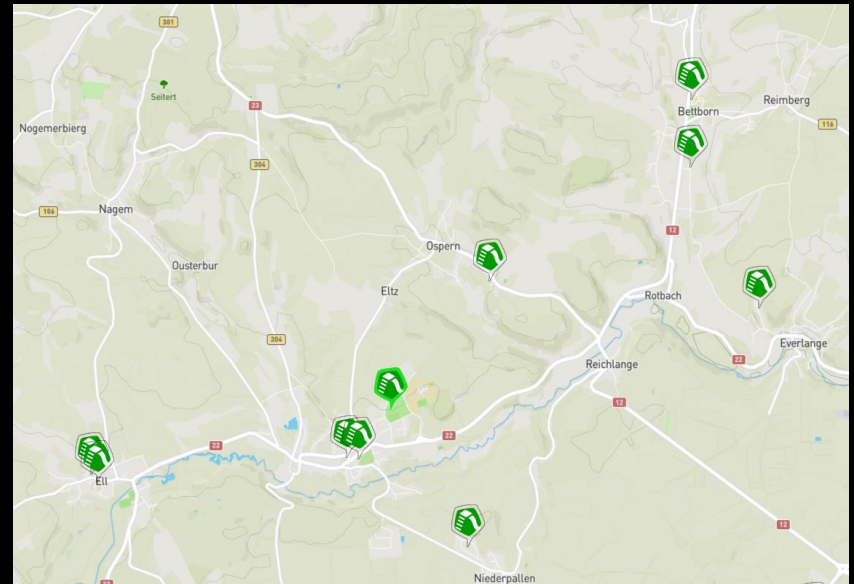 301
Seitert
23
Bettborn
Reimberg
116
Nogemerbierg
304
106
Nagem
12
Ospern
Ousterbur
Eltz
Rotbach
304
Everlange
22
Reichlange
12
22
22
Ell
12
Niederpallen